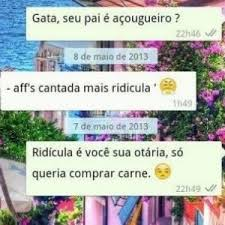 Gata, seu pai é açougueiro ?
22h46
8 de maio de 2013
- aff's cantada mais ridicula '
1h49
7 de maio de 2013
Ridícula é você sua otária, só
queria comprar carne.
22h49